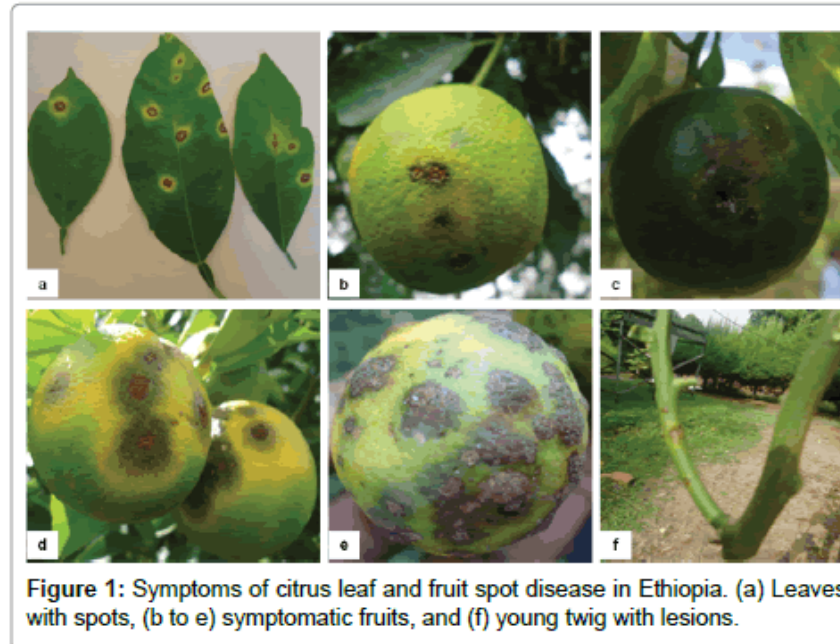 a
b
c
d
e
f
Figure 1: Symptoms of citrus leaf and fruit spot disease in Ethiopia. (a) Leaves
with spots, (b to e) symptomatic fruits, and (f) young twig with lesions.